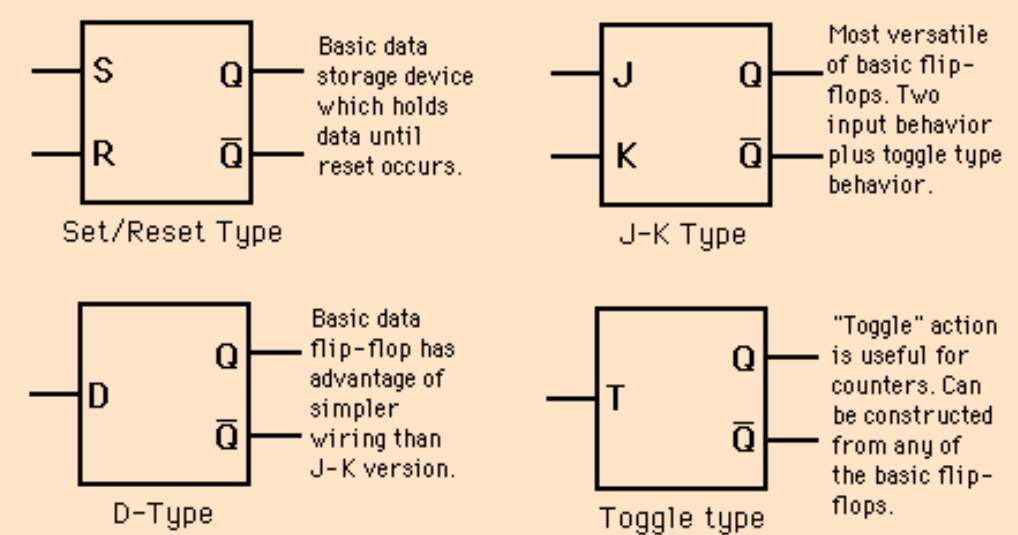 S
R
Q
Q̅
Basic data
storage device
which holds
data until
reset occurs.
Set/Reset Type
J
K
Q
Q̅
Most versatile
of basic flip-
flops. Two
input behavior
plus toggle type
behavior.
J-K Type
D
Q
Q̅
Basic data
flip-flop has
advantage of
simpler
wiring than
J-K version.
D-Type
T
Q
Q̅
"Toggle" action
is useful for
counters. Can
be constructed
from any of
the basic flip-
flops.
Toggle type